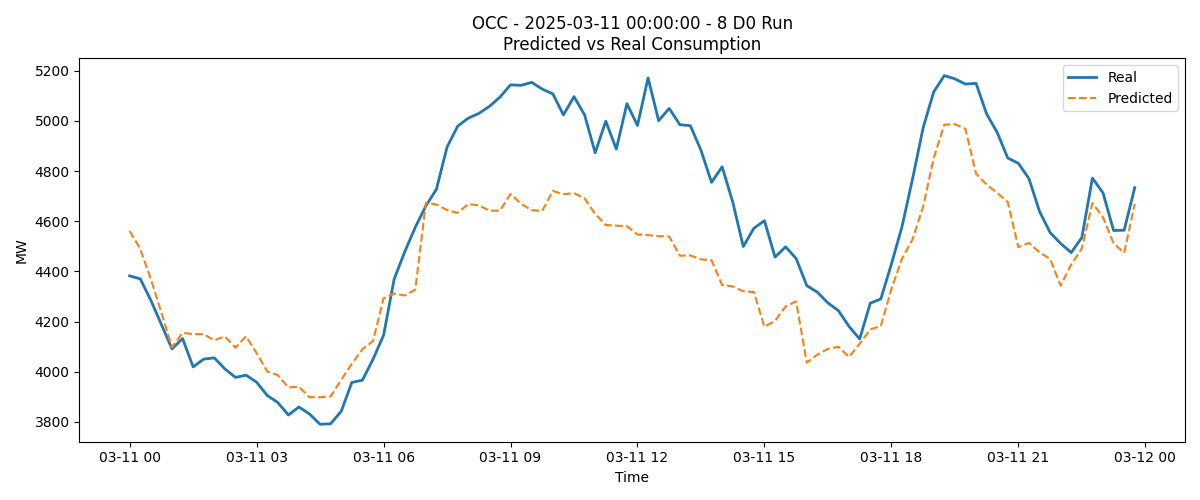 OCC - 2025-03-11 00:00:00 - 8 D0 Run
Predicted vs Real Consumption
Real
Predicted
MW
5200
5000
4800
4600
4400
4200
4000
3800
03-11 00 03-11 03 03-11 06 03-11 09 03-11 12 03-11 15 03-11 18 03-11 21 03-12 00
Time